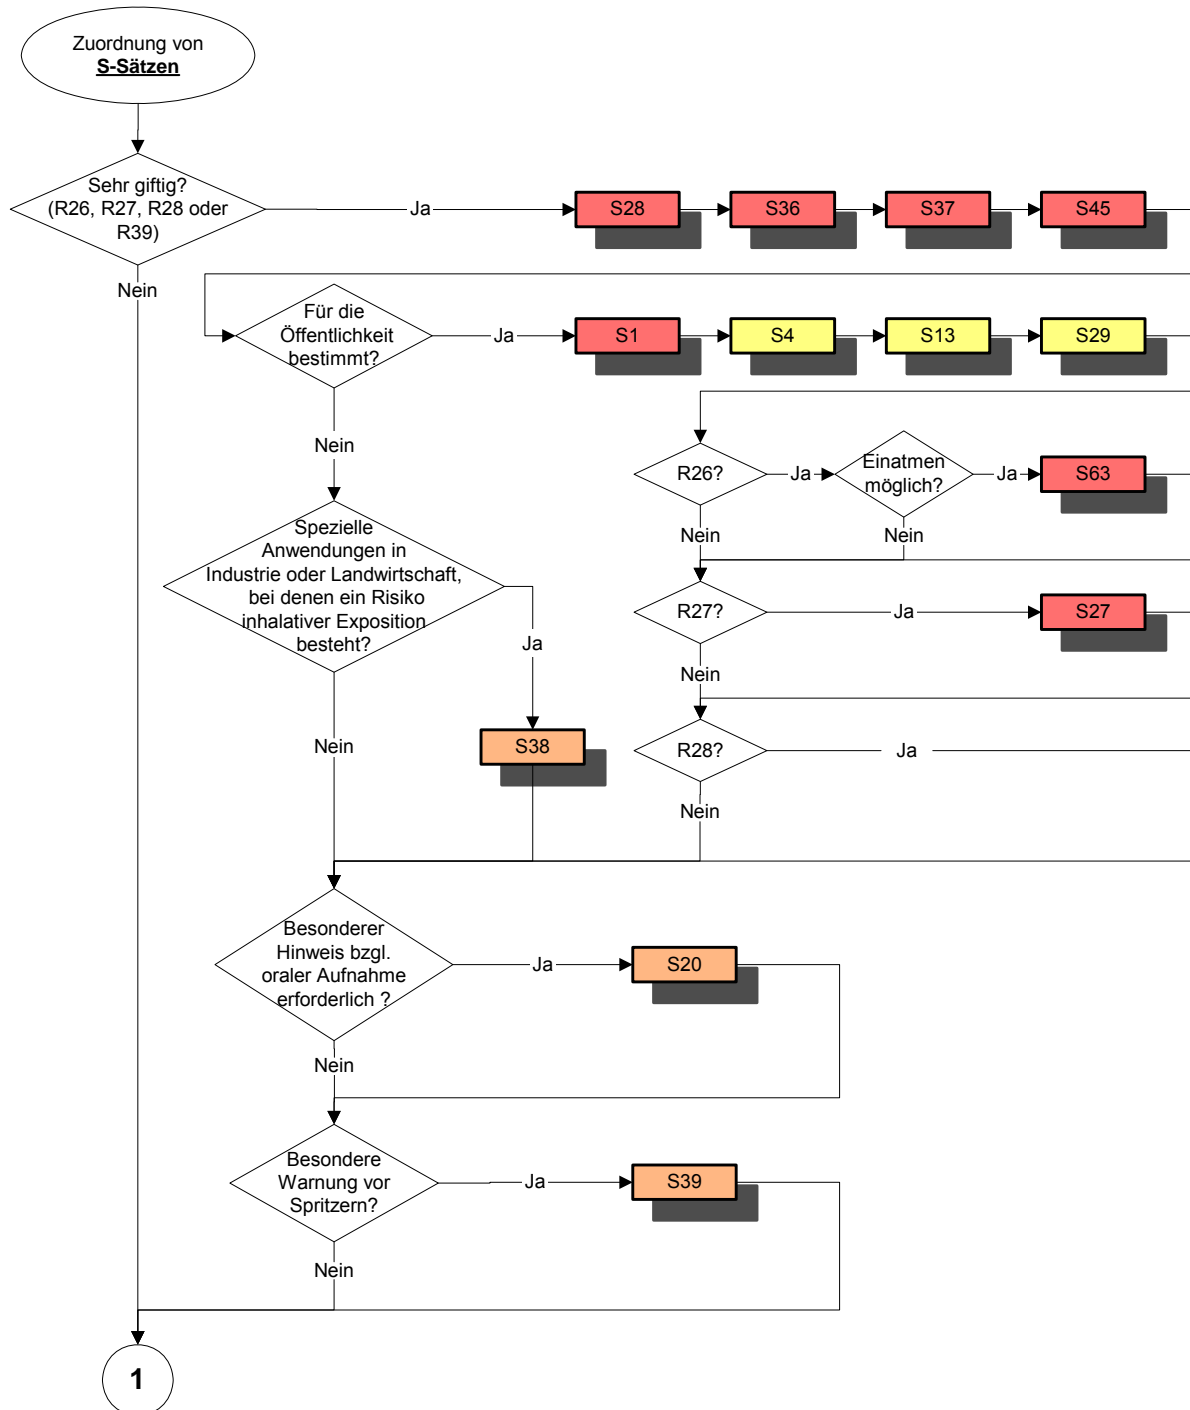 Zuordnung von
S-Sätzen
Sehr giftig?
(R26, R27, R28 oder
R39)
Ja
S28
S36
S37
S45
Nein
Für die
Öffentlichkeit
bestimmt?
Ja
S1
S4
S13
S29
Nein
R26?
Ja
Einatmen
möglich?
Ja
S63
Nein
Nein
Spezielle
Anwendungen in
Industrie oder Landwirtschaft,
bei denen ein Risiko
inhalativer Exposition
besteht?
Ja
R27?
Ja
S27
Nein
Nein
S38
R28?
Ja
Nein
Besonderer
Hinweis bzgl.
oraler Aufnahme
erforderlich ?
Ja
S20
Nein
Besondere
Warnung vor
Spritzern?
Ja
S39
Nein
1